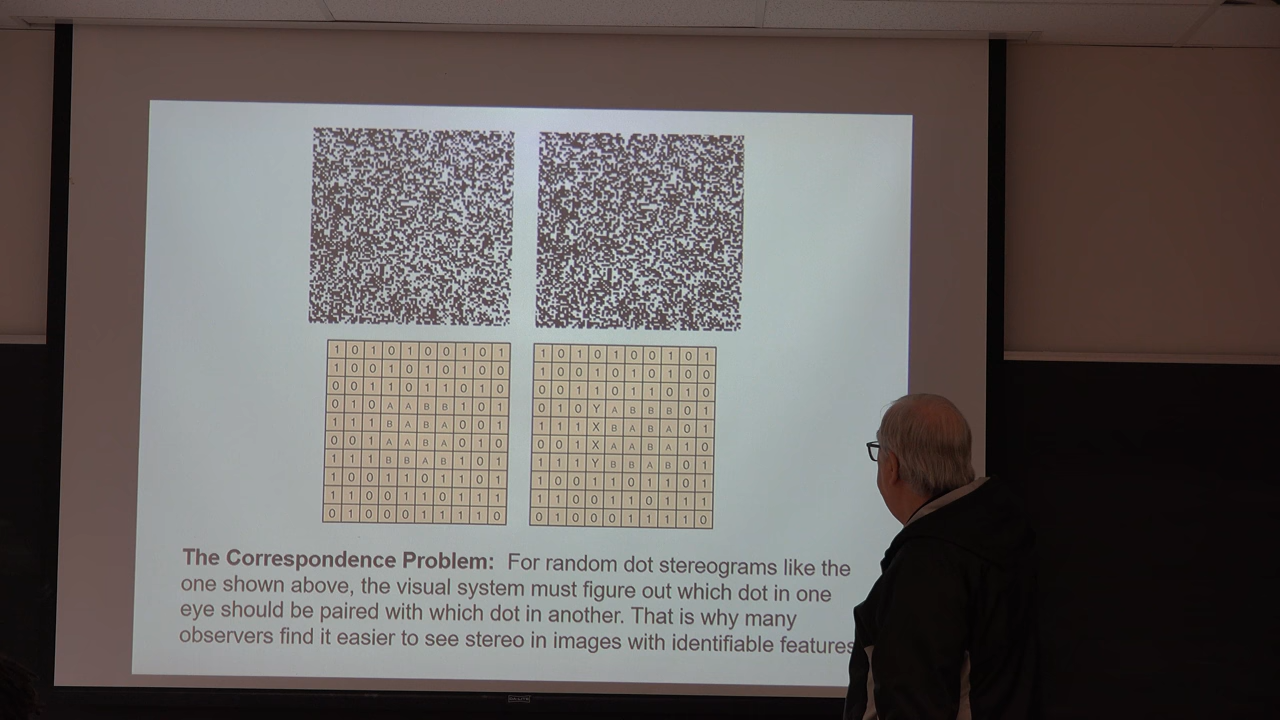 1 0 1 0 1 0 0 1 0 1
1 0 0 1 0 1 0 1 0 0
0 0 1 1 0 1 1 0 1 0
0 1 0 A A B B 1 0 1
1 1 1 B A B A 0 0 1
0 0 1 A A B A 0 1 0
1 1 1 B B A B 1 0 1
1 0 0 1 1 0 1 1 0 1
1 1 0 0 1 1 0 1 1 1
0 1 0 0 0 1 1 1 1 0
1 0 1 0 1 0 0 1 0 1
1 0 0 1 0 1 0 1 0 0
0 0 1 1 0 1 1 0 1 0
0 1 0 Y A B B B 0 1
1 1 1 X B A B A 0 1
0 0 1 X A A B A 1 0
1 1 1 Y B B A B 0 1
1 0 0 1 1 0 1 1 0 1
1 1 0 0 1 1 0 1 1 1
0 1 0 0 0 1 1 1 1 0
The Correspondence Problem: For random dot stereograms like the
one shown above, the visual system must figure out which dot in one
eye should be paired with which dot in another. That is why many
observers find it easier to see stereo in images with identifiable features